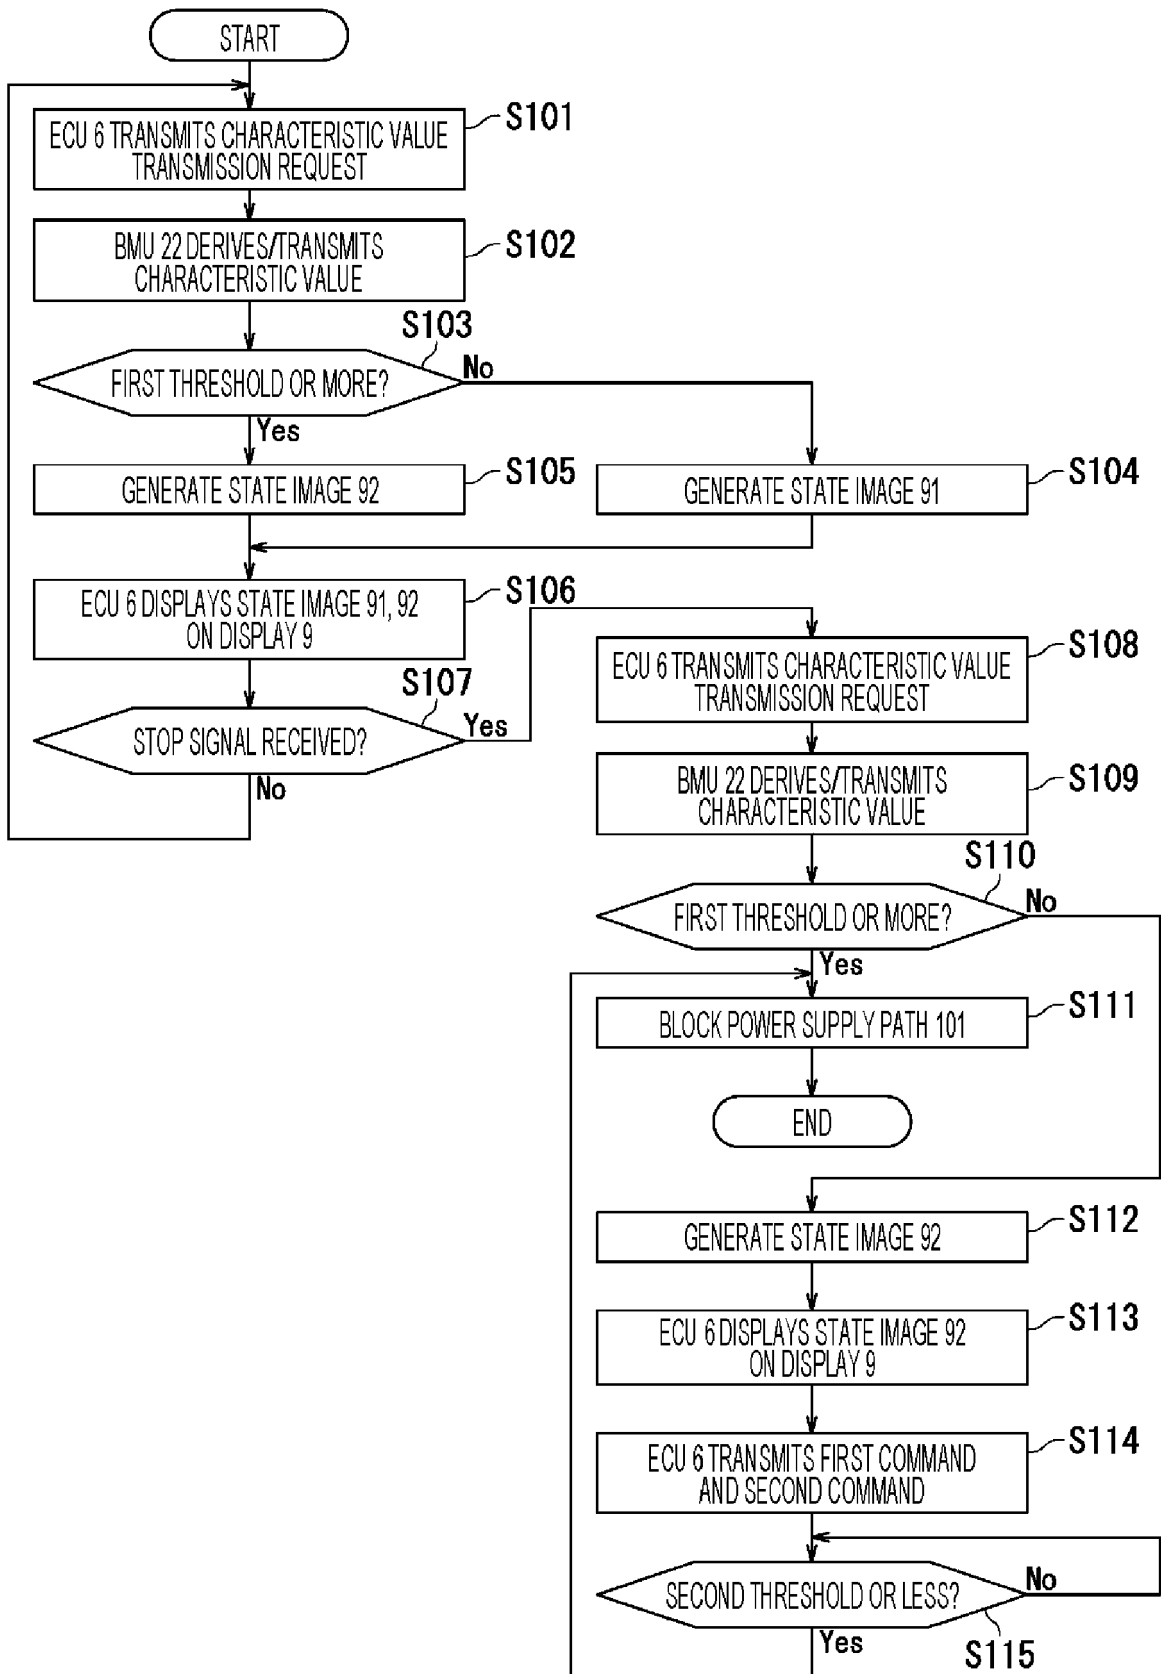 START
ECU 6 TRANSMITS CHARACTERISTIC VALUE
TRANSMISSION REQUEST
S101
BMU 22 DERIVES/TRANSMITS
CHARACTERISTIC VALUE
S102
S103
FIRST THRESHOLD OR MORE?
No
Yes
GENERATE STATE IMAGE 92
S105
GENERATE STATE IMAGE 91
S104
ECU 6 DISPLAYS STATE IMAGE 91, 92
ON DISPLAY 9
S106
S107
STOP SIGNAL RECEIVED?
Yes
No
ECU 6 TRANSMITS CHARACTERISTIC VALUE
TRANSMISSION REQUEST
S108
BMU 22 DERIVES/TRANSMITS
CHARACTERISTIC VALUE
S109
S110
FIRST THRESHOLD OR MORE?
No
Yes
BLOCK POWER SUPPLY PATH 101
S111
END
GENERATE STATE IMAGE 92
S112
ECU 6 DISPLAYS STATE IMAGE 92
ON DISPLAY 9
S113
ECU 6 TRANSMITS FIRST COMMAND
AND SECOND COMMAND
S114
SECOND THRESHOLD OR LESS?
No
Yes
S115